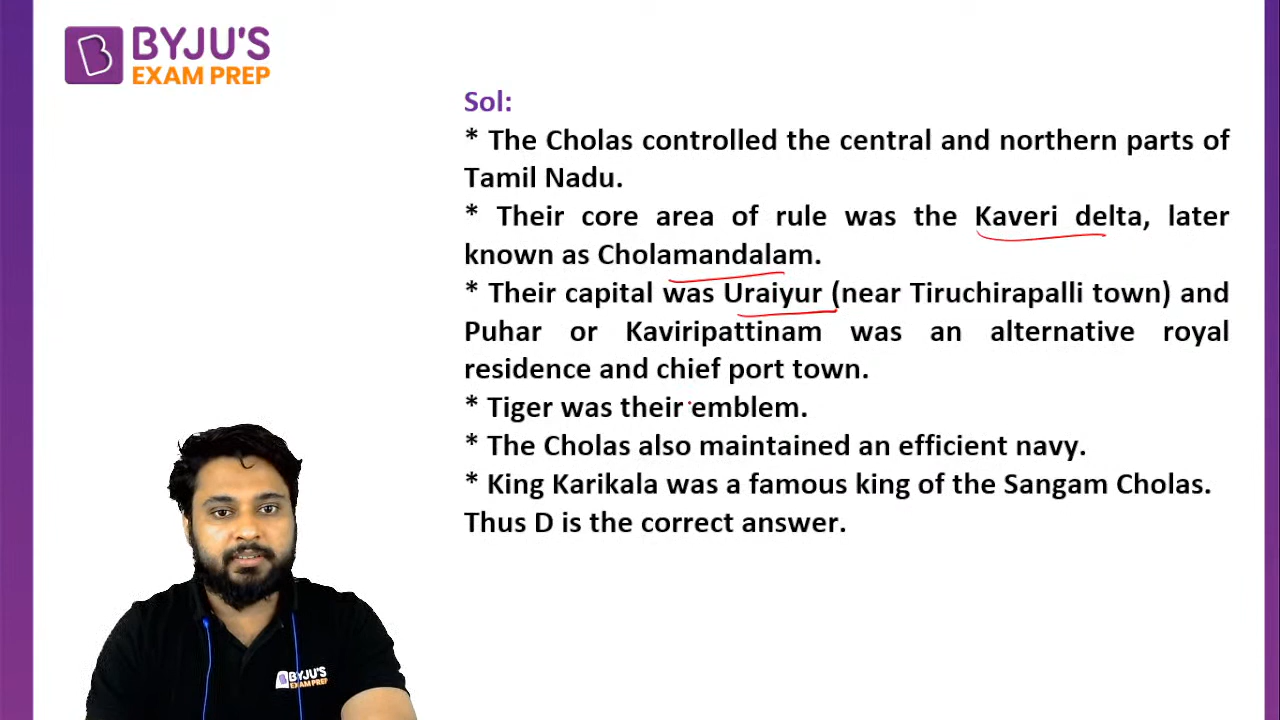 BYJU'S
EXAM PREP
Sol:
* The Cholas controlled the central and northern parts of
Tamil Nadu.
* Their core area of rule was the Kaveri delta, later
known as Cholamandalam.
* Their capital was Uraiyur (near Tiruchirapalli town) and
Puhar or Kaviripattinam was an alternative royal
residence and chief port town.
* Tiger was their emblem.
* The Cholas also maintained an efficient navy.
* King Karikala was a famous king of the Sangam Cholas.
Thus D is the correct answer.
BYJU'S
EXAM PREP